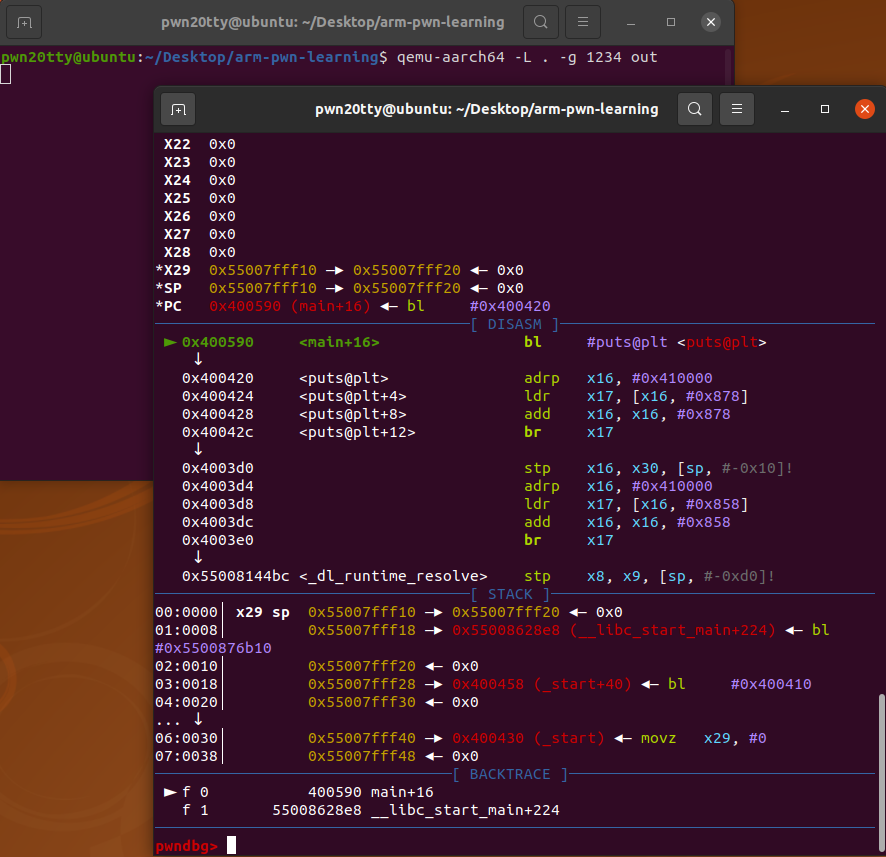 pwn20tty@ubuntu: ~/Desktop/arm-pwn-learning
pwn20tty@ubuntu:~/Desktop/arm-pwn-learning$ qemu-aarch64 -L . -g 1234 out
pwn20tty@ubuntu: ~/Desktop/arm-pwn-learning
X22 0x0
X23 0x0
X24 0x0
X25 0x0
X26 0x0
X27 0x0
X28 0x0
*X29 0x55007fff10 —▸ 0x55007fff20 ◂— 0x0
*SP 0x55007fff10 —▸ 0x55007fff20 ◂— 0x0
*PC 0x400590 (main+16) ◂— bl #0x400420
[ DISASM ]
► 0x400590 <main+16> bl #puts@plt <puts@plt>
↓
0x400420 <puts@plt> adrp x16, #0x410000
0x400424 <puts@plt+4> ldr x17, [x16, #0x878]
0x400428 <puts@plt+8> add x16, x16, #0x878
0x40042c <puts@plt+12> br x17
↓
0x4003d0 stp x16, x30, [sp, #-0x10]!
0x4003d4 adrp x16, #0x410000
0x4003d8 ldr x17, [x16, #0x858]
0x4003dc add x16, x16, #0x858
0x4003e0 br x17
↓
0x55008144bc <_dl_runtime_resolve> stp x8, x9, [sp, #-0xd0]!
[ STACK ]
00:0000│ x29 sp 0x55007fff10 —▸ 0x55007fff20 ◂— 0x0
01:0008│ 0x55007fff18 —▸ 0x55008628e8 (__libc_start_main+224) ◂— bl
#0x5500876b10
02:0010│ 0x55007fff20 ◂— 0x0
03:0018│ 0x55007fff28 —▸ 0x400458 (_start+40) ◂— bl #0x400410
04:0020│ 0x55007fff30 ◂— 0x0
... ↓
06:0030│ 0x55007fff40 —▸ 0x400430 (_start) ◂— movz x29, #0
07:0038│ 0x55007fff48 ◂— 0x0
[ BACKTRACE ]
► f 0 400590 main+16
f 1 55008628e8 __libc_start_main+224
pwndbg>